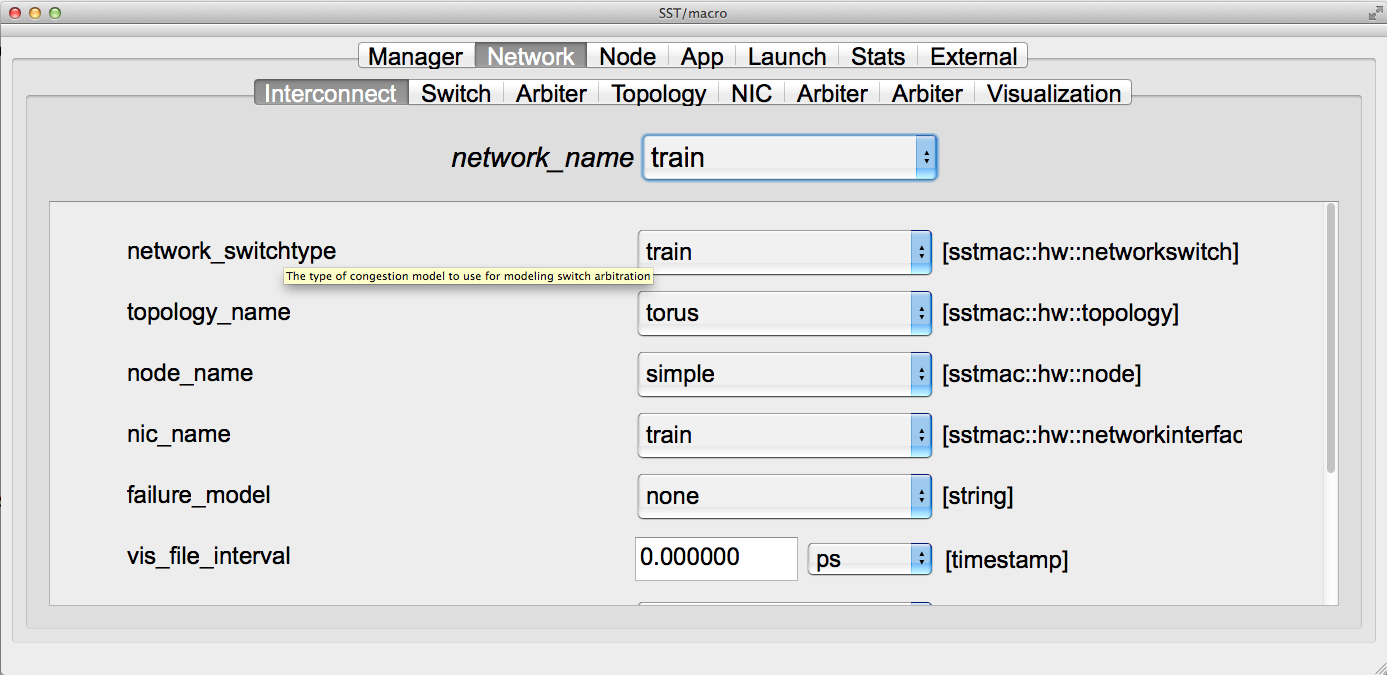 SST/macro
Manager Network Node App Launch Stats External
Interconnect Switch Arbiter Topology NIC Arbiter Arbiter Visualization
network_name train
network_switchtype train [sstmac::hw::networkswitch]
The type of congestion model to use for modeling switch arbitration
topology_name torus [sstmac::hw::topology]
node_name simple [sstmac::hw::node]
nic_name train [sstmac::hw::networkinterfac
failure_model none [string]
vis_file_interval 0.000000 ps [timestamp]